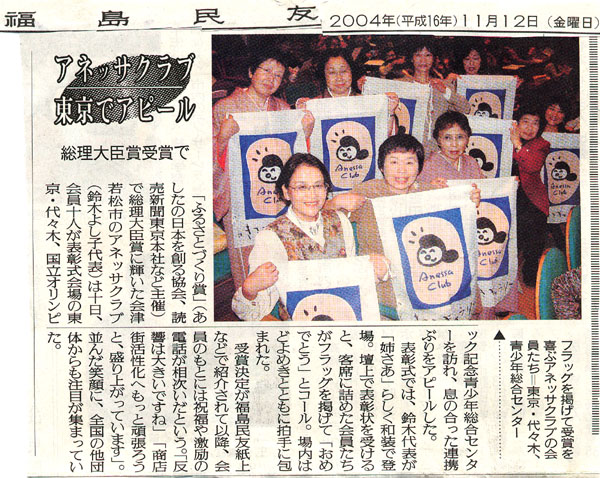 福島民友 2004年(平成16年)11月12日(金曜日)
アネッサクラブ
東京でアピール
総理大臣賞受賞で
「ふるさとづくり賞」（あ
したの日本を創る協会、読
売新聞東京本社など主催）
で総理大臣賞に輝いた会津
若松市のアネッサクラブ
（鈴木よし子代表）は十日、
会員十人が表彰式会場の東
京・代々木、国立オリンピ
ック記念青少年総合センタ
ーを訪れ、息の合った連携
ぶりをアピールした。
表彰式では、鈴木代表が
「姉さあ」らしく和装で登
場。壇上で表彰状を受ける
と、客席に詰めた会員たち
がフラッグを掲げて「おめ
でとう」とコール。場内は
どよめきとともに拍手に包
まれた。
受賞決定が福島民友紙上
などで紹介されて以降、会
員のもとには祝福や激励の
電話が相次いだという。「反
響は大きいですね」「商店
街活性化へもっと頑張ろう
と、盛り上がっています」。
並んだ笑顔に、全国の他団
体からも注目が集まってい
た。
フラッグを掲げて受賞を
喜ぶアネッサクラブの会
員たち＝東京・代々木、
青少年総合センター
Anessa
Club
Anessa
Club
Anessa
Club
Anessa
Club